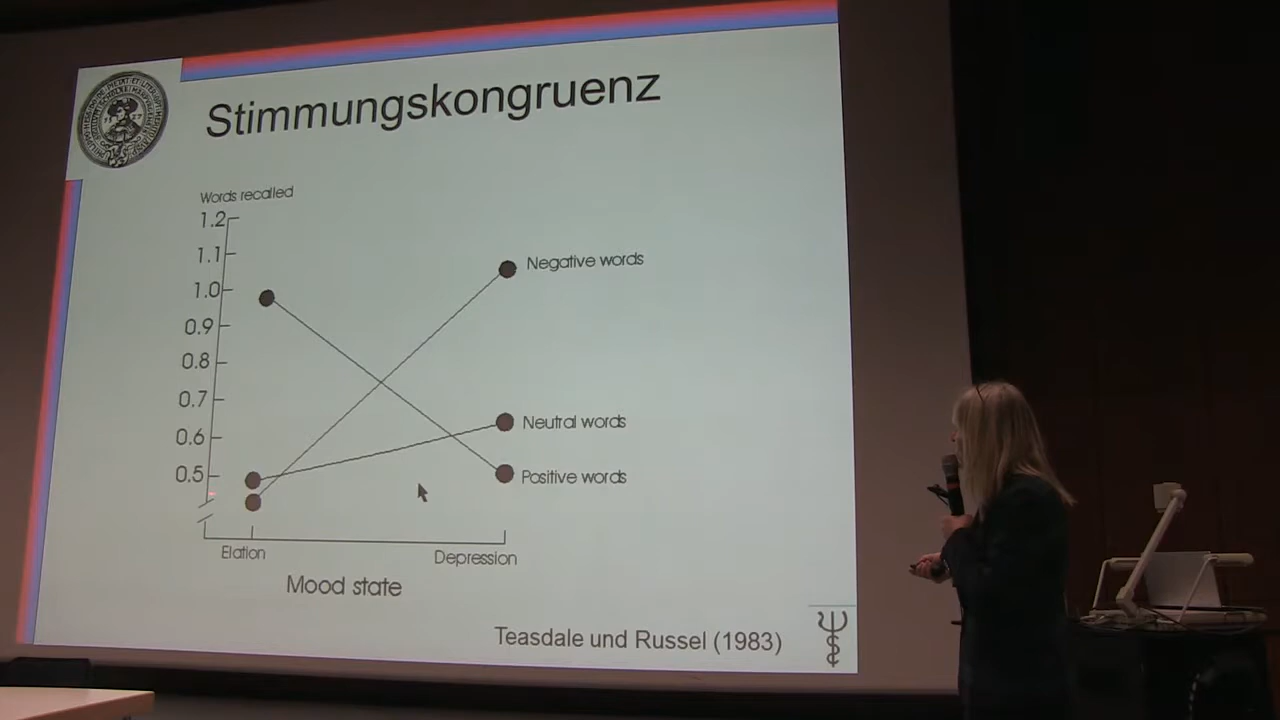 Stimmungskongruenz
Words recalled
1.2
1.1
1.0
0.9
0.8
0.7
0.6
0.5
Negative words
Neutral words
Positive words
Elation
Depression
Mood state
Teasdale und Russel (1983)